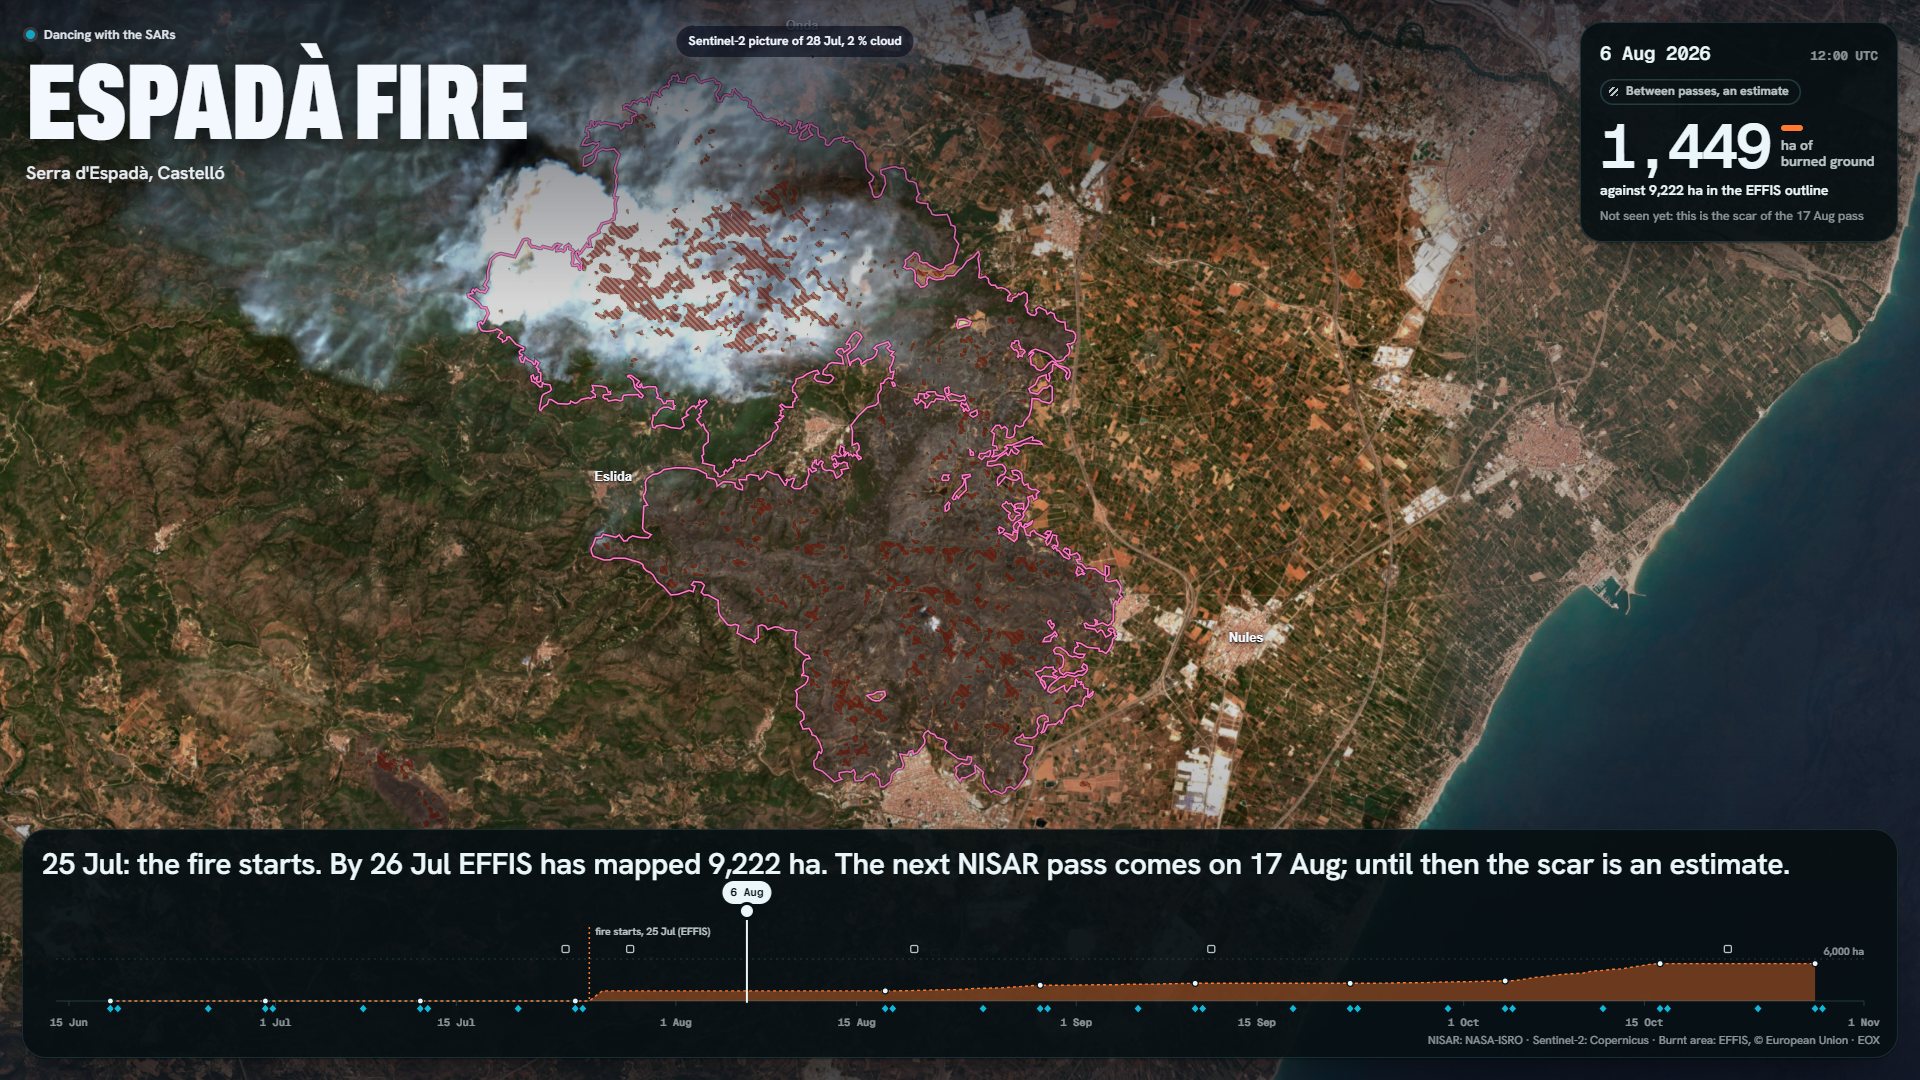 Dancing with the SARs
ESPADÀ FIRE
Serra d'Espadà, Castelló
Onda
Sentinel-2 picture of 28 Jul, 2 % cloud
6 Aug 2026
12:00 UTC
Between passes, an estimate
1,449
ha of
burned ground
against 9,222 ha in the EFFIS outline
Not seen yet: this is the scar of the 17 Aug pass
Eslida
Nules
25 Jul: the fire starts. By 26 Jul EFFIS has mapped 9,222 ha. The next NISAR pass comes on 17 Aug; until then the scar is an estimate.
6 Aug
fire starts, 25 Jul (EFFIS)
6,000 ha
15 Jun
1 Jul
15 Jul
1 Aug
15 Aug
1 Sep
15 Sep
1 Oct
15 Oct
1 Nov
NISAR: NASA-ISRO · Sentinel-2: Copernicus · Burnt area: EFFIS, © European Union · EOX